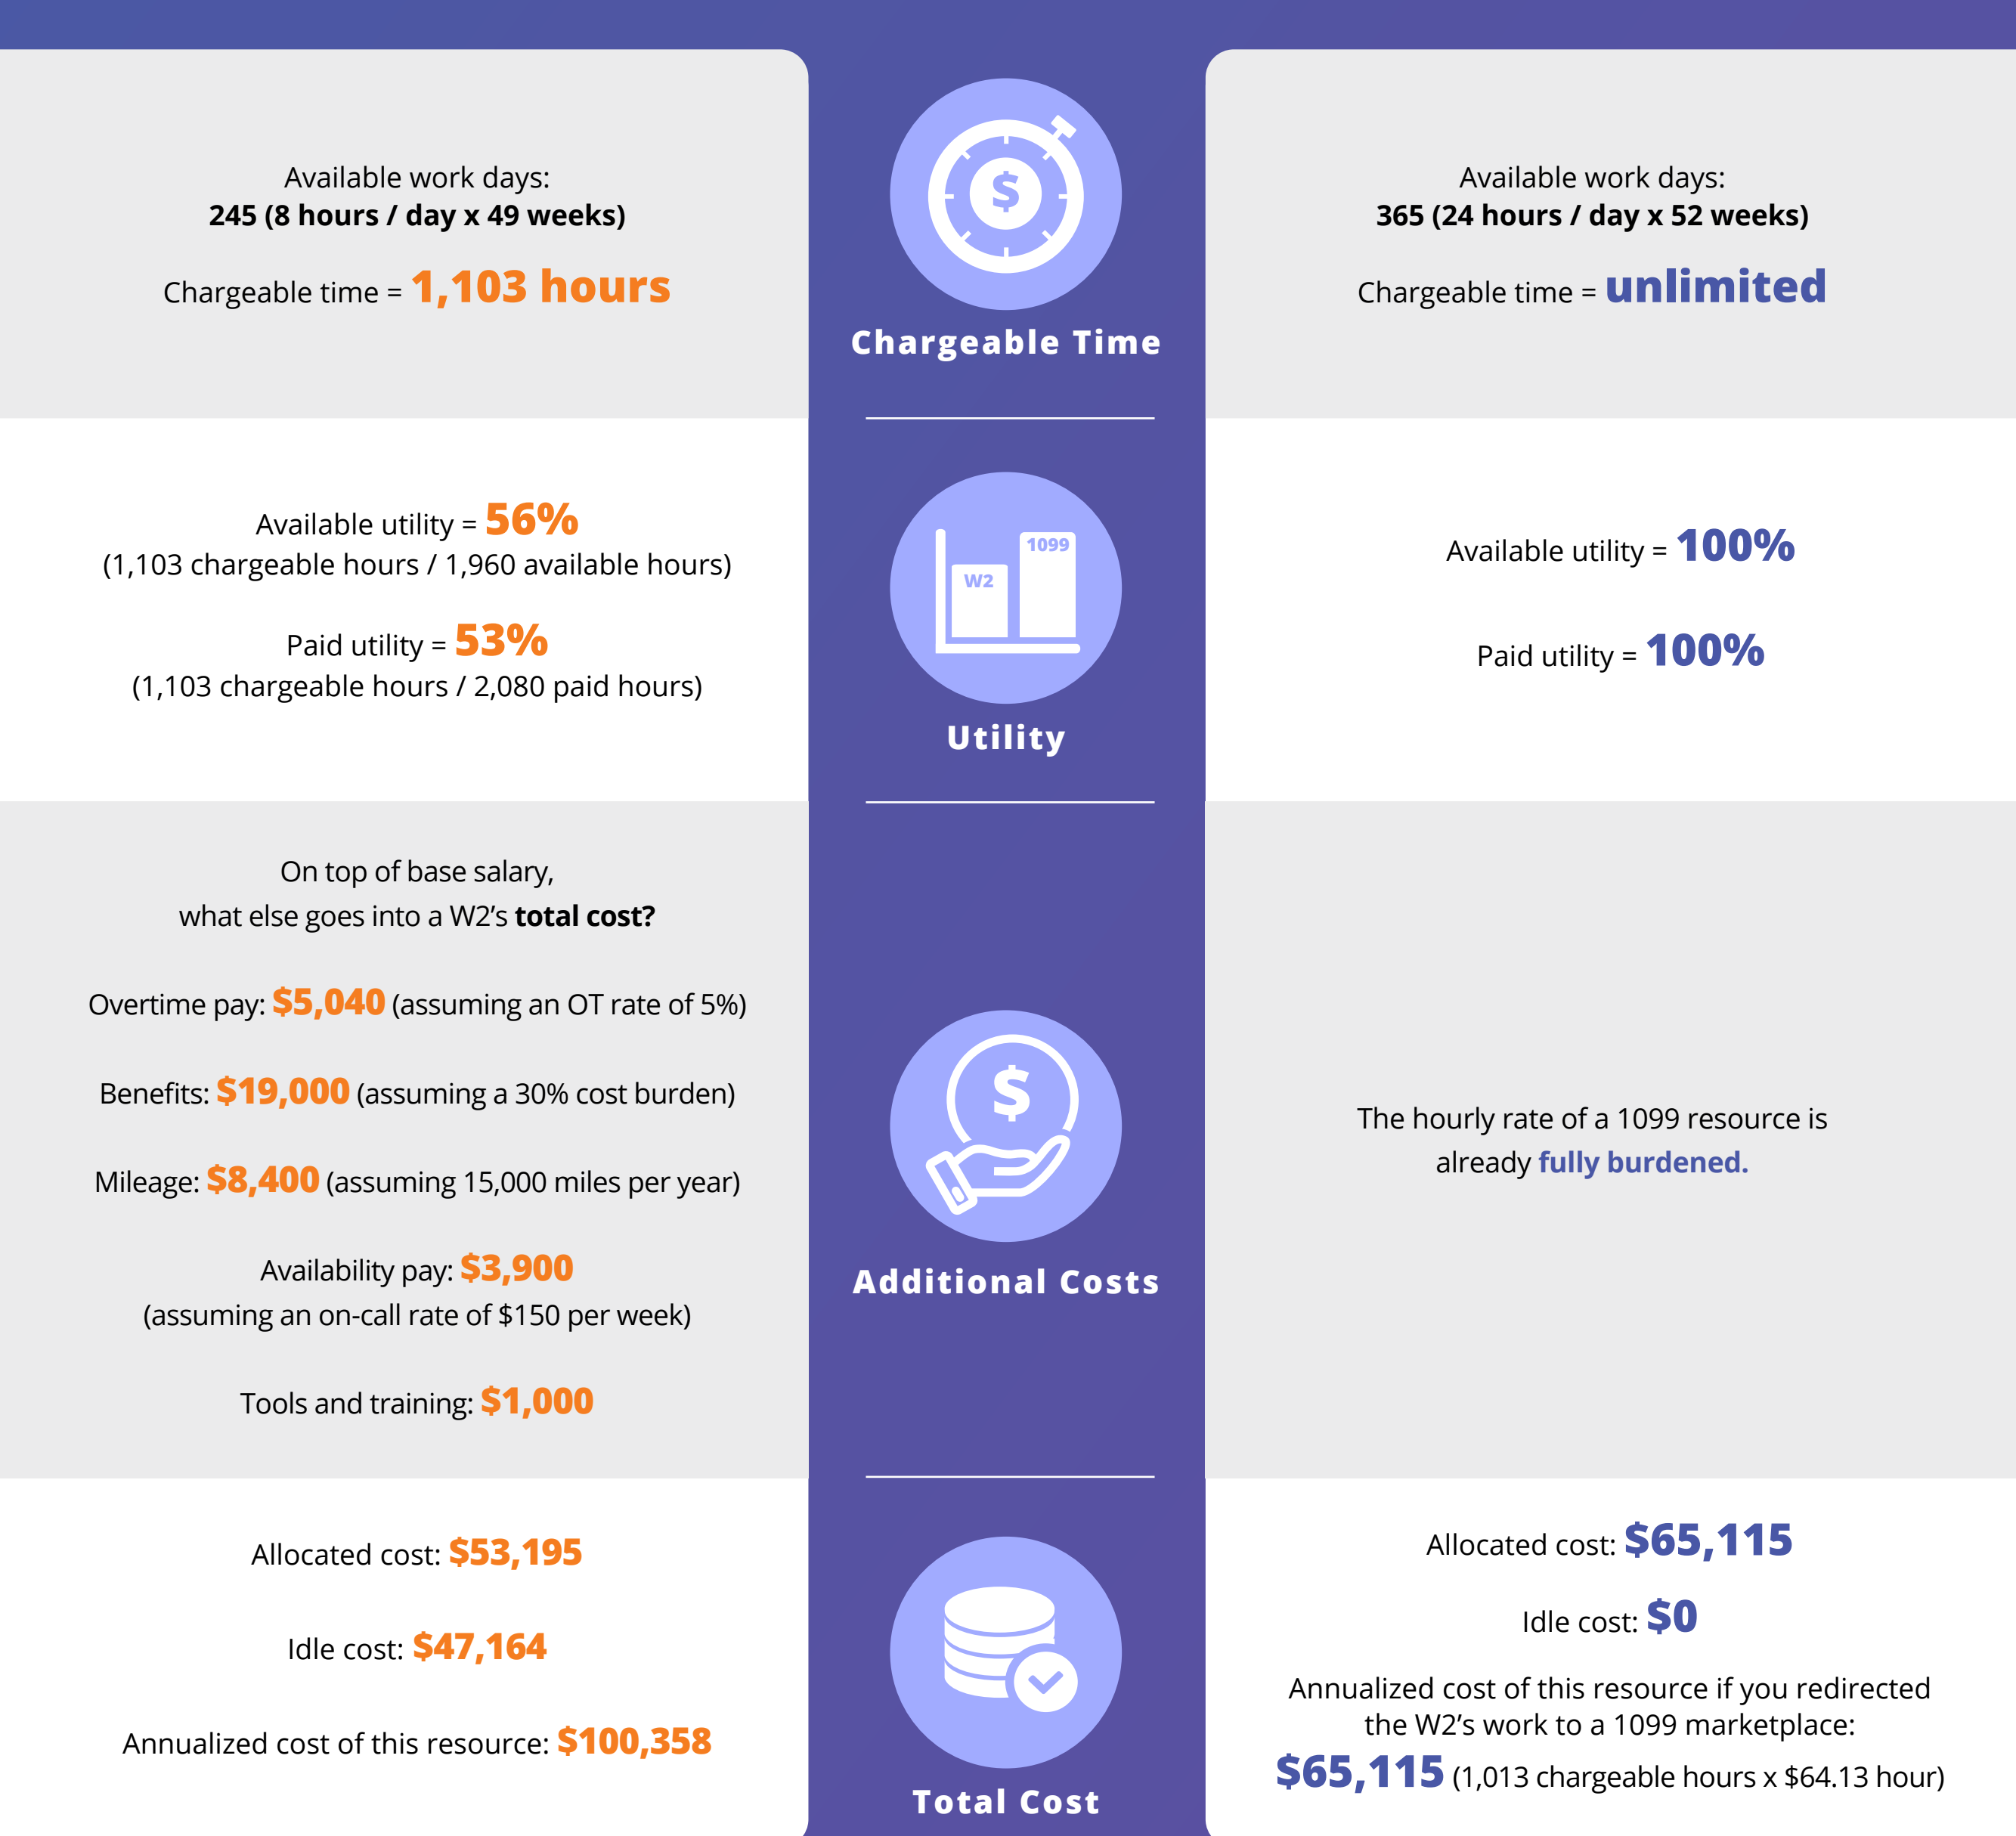 Available work days:
245 (8 hours / day x 49 weeks)
Chargeable time = 1,103 hours
$
Chargeable Time
Available work days:
365 (24 hours / day x 52 weeks)
Chargeable time = unlimited
Available utility = 56%
(1,103 chargeable hours / 1,960 available hours)
Paid utility = 53%
(1,103 chargeable hours / 2,080 paid hours)
W2
1099
Utility
Available utility = 100%
Paid utility = 100%
On top of base salary,
what else goes into a W2’s total cost?
Overtime pay: $5,040 (assuming an OT rate of 5%)
Benefits: $19,000 (assuming a 30% cost burden)
Mileage: $8,400 (assuming 15,000 miles per year)
Availability pay: $3,900
(assuming an on-call rate of $150 per week)
Tools and training: $1,000
$
Additional Costs
The hourly rate of a 1099 resource is
already fully burdened.
Allocated cost: $53,195
Idle cost: $47,164
Annualized cost of this resource: $100,358
Total Cost
Allocated cost: $65,115
Idle cost: $0
Annualized cost of this resource if you redirected
the W2’s work to a 1099 marketplace:
$65,115 (1,013 chargeable hours x $64.13 hour)